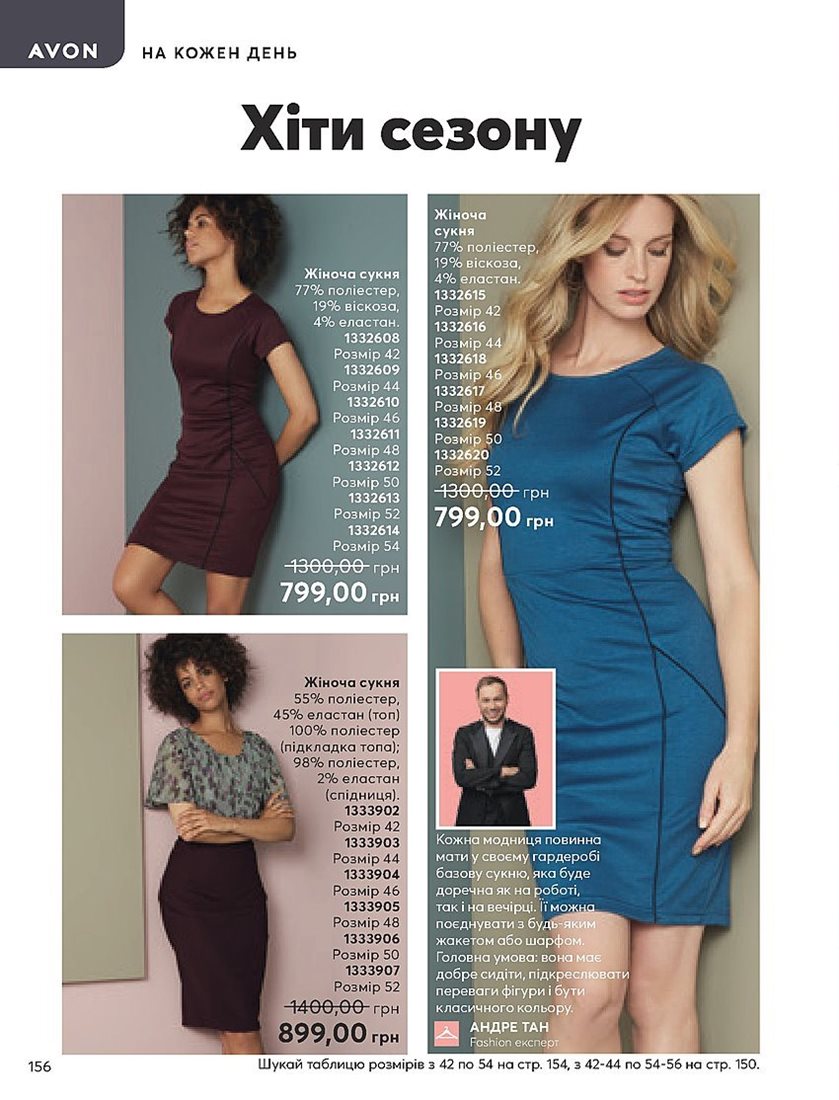 AVON
НА КОЖЕН ДЕНЬ
Хіти сезону
Жіноча сукня
77% поліестер,
19% віскоза,
4% еластан.
1332608
Розмір 42
1332609
Розмір 44
1332610
Розмір 46
1332611
Розмір 48
1332612
Розмір 50
1332613
Розмір 52
1332614
Розмір 54
1300,00 грн
799,00 грн
Жіноча
сукня
77% поліестер,
19% віскоза,
4% еластан.
1332615
Розмір 42
1332616
Розмір 44
1332618
Розмір 46
1332617
Розмір 48
1332619
Розмір 50
1332620
Розмір 52
1300,00 грн
799,00 грн
Жіноча сукня
55% поліестер,
45% еластан (топ)
100% поліестер
(підкладка топа);
98% поліестер,
2% еластан
(спідниця).
1333902
Розмір 42
1333903
Розмір 44
1333904
Розмір 46
1333905
Розмір 48
1333906
Розмір 50
1333907
Розмір 52
1400,00 грн
899,00 грн
Кожна модниця повинна
мати у своєму гардеробі
базову сукню, яка буде
доречна як на роботі,
так і на вечірці. Її можна
поєднувати з будь-яким
жакетом або шарфом.
Головна умова: вона має
добре сидіти, підкреслювати
переваги фігури і бути
класичного кольору.
АНДРЕ ТАН
Fashion експерт
156
Шукай таблицю розмірів з 42 по 54 на стр. 154, з 42-44 по 54-56 на стр. 150.